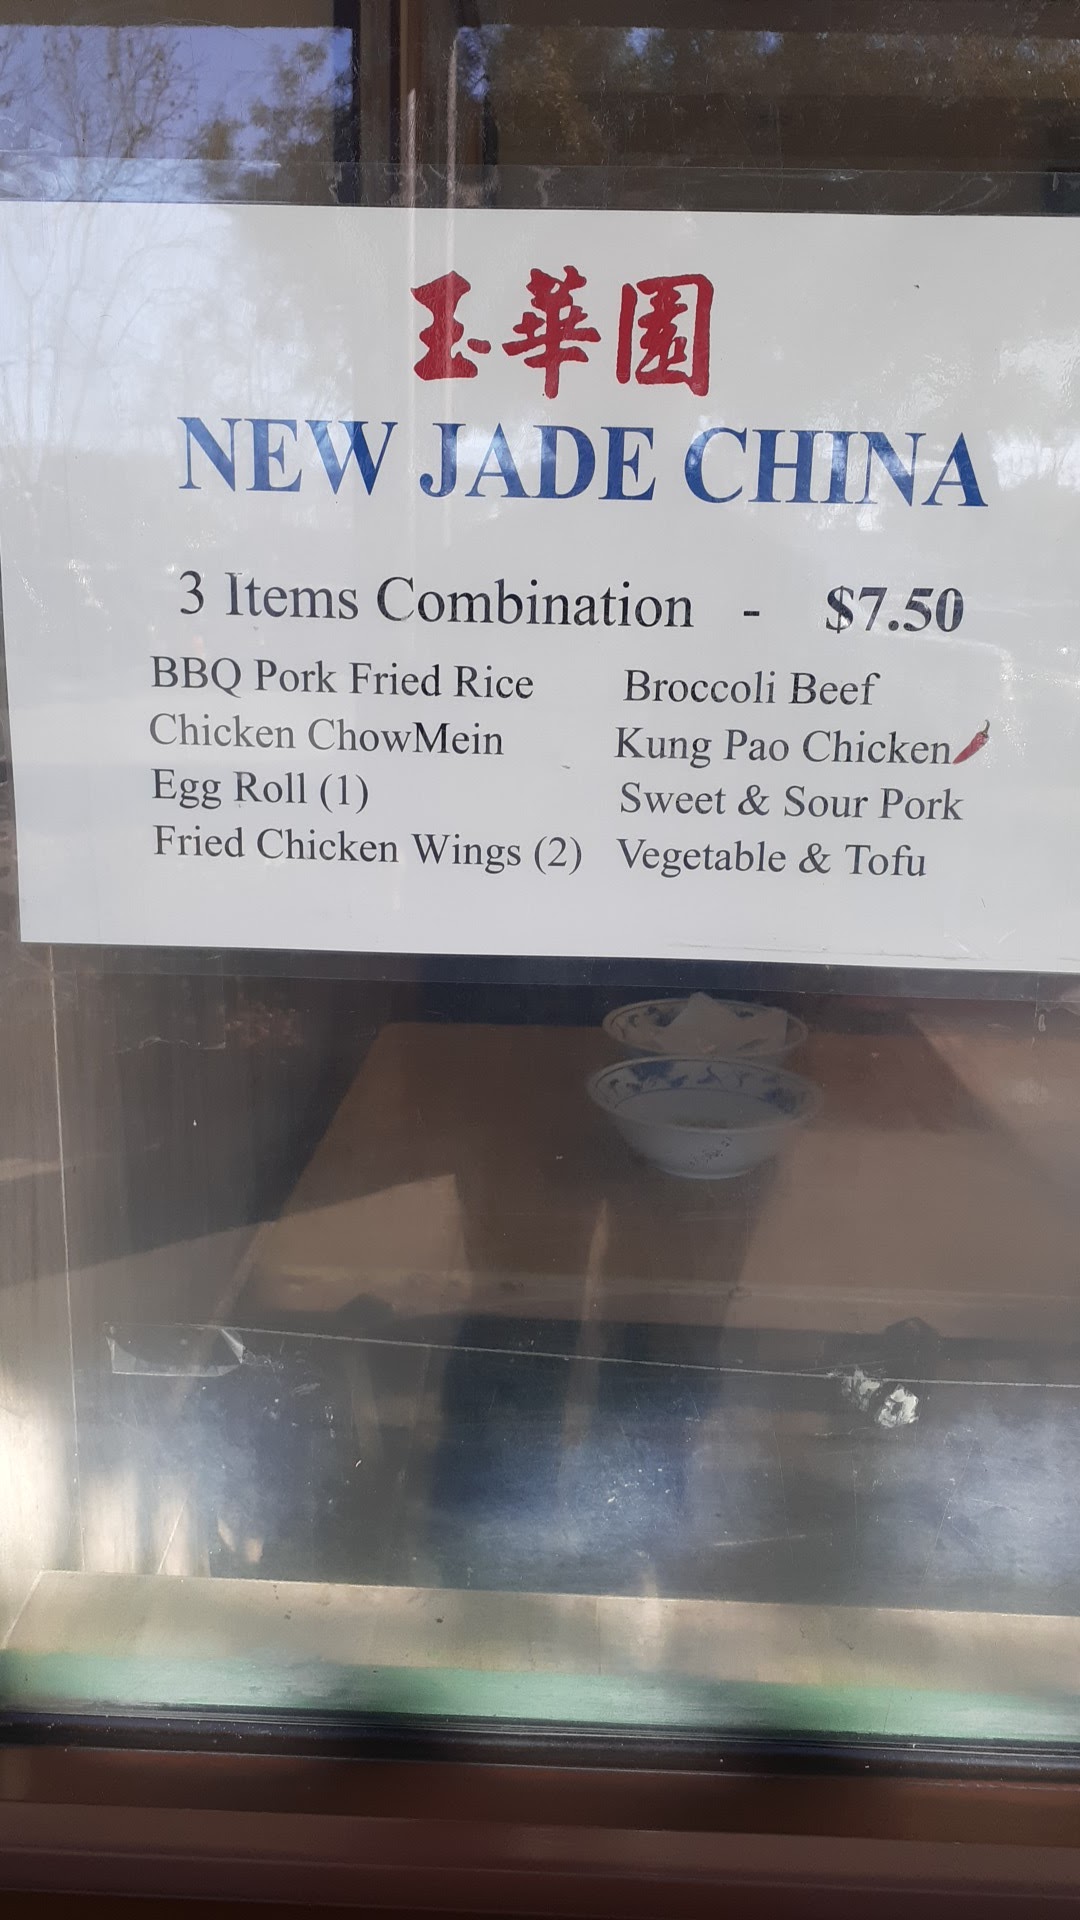 玉華園
NEW JADE CHINA
3 Items Combination - $7.50
BBQ Pork Fried Rice Broccoli Beef
Chicken ChowMein Kung Pao Chicken
Egg Roll (1) Sweet & Sour Pork
Fried Chicken Wings (2) Vegetable & Tofu